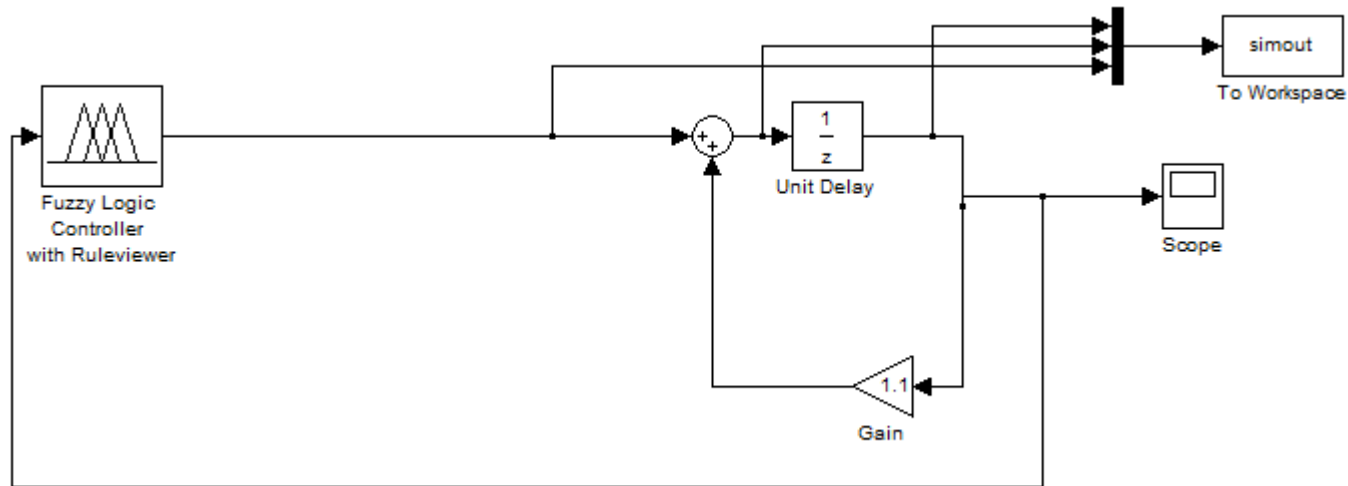 simout
To Workspace
Fuzzy Logic
Controller
with Ruleviewer
+
+
1
z
Unit Delay
Scope
1.1
Gain